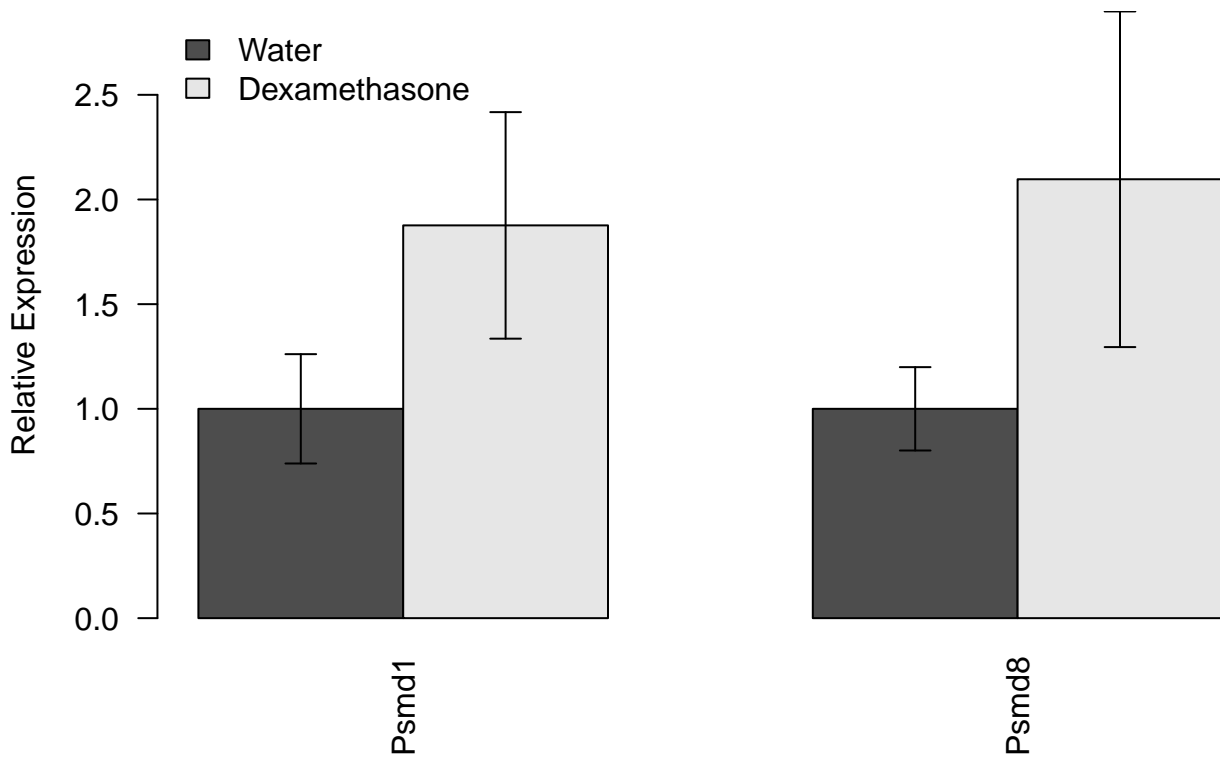 Water
Dexamethasone
Relative Expression
2.5
2.0
1.5
1.0
0.5
0.0
Psmd1
Psmd8